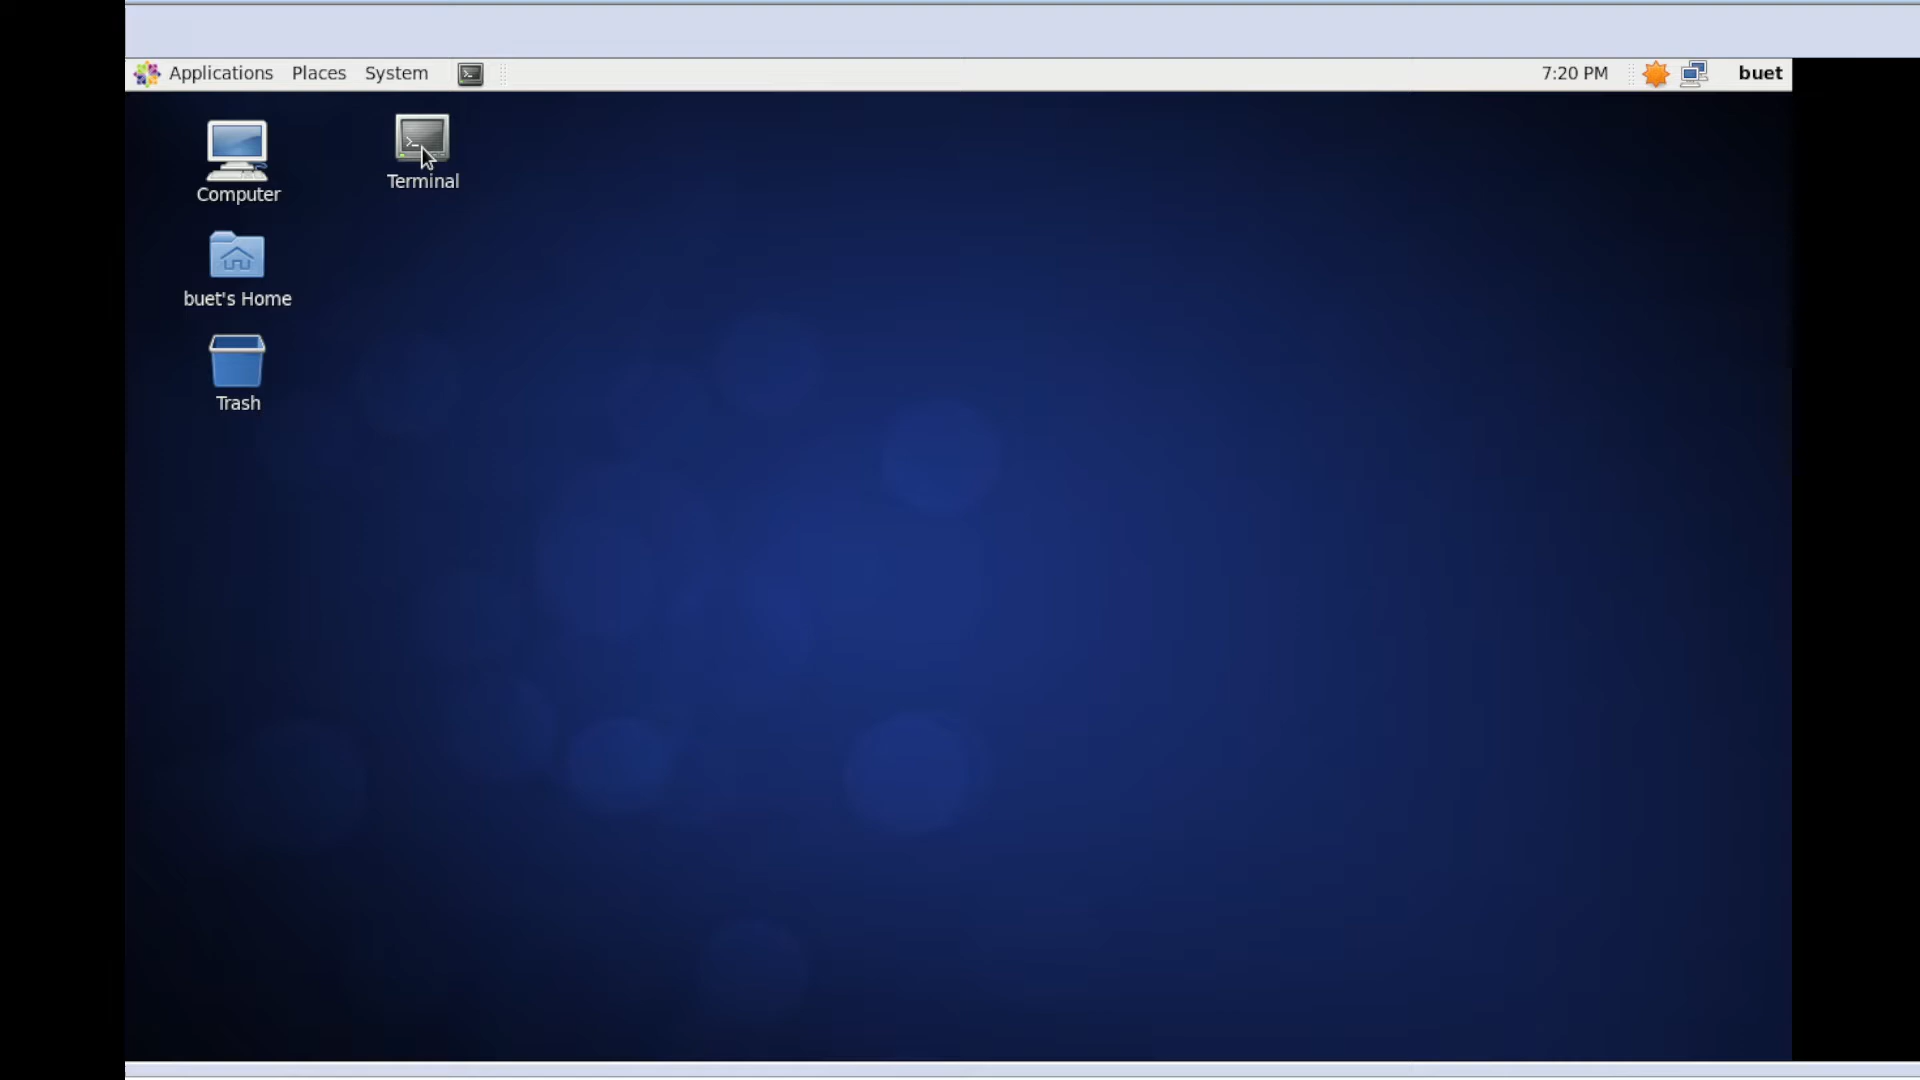 Applications Places System 7:20 PM buet
Terminal
Computer
buet's Home
Trash